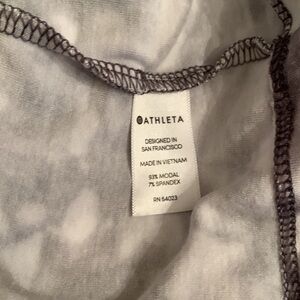 ATHLETA
DESIGNED IN
SAN FRANCISCO
MADE IN VIETNAM
93% MODAL
7% SPANDEX
RN 54023